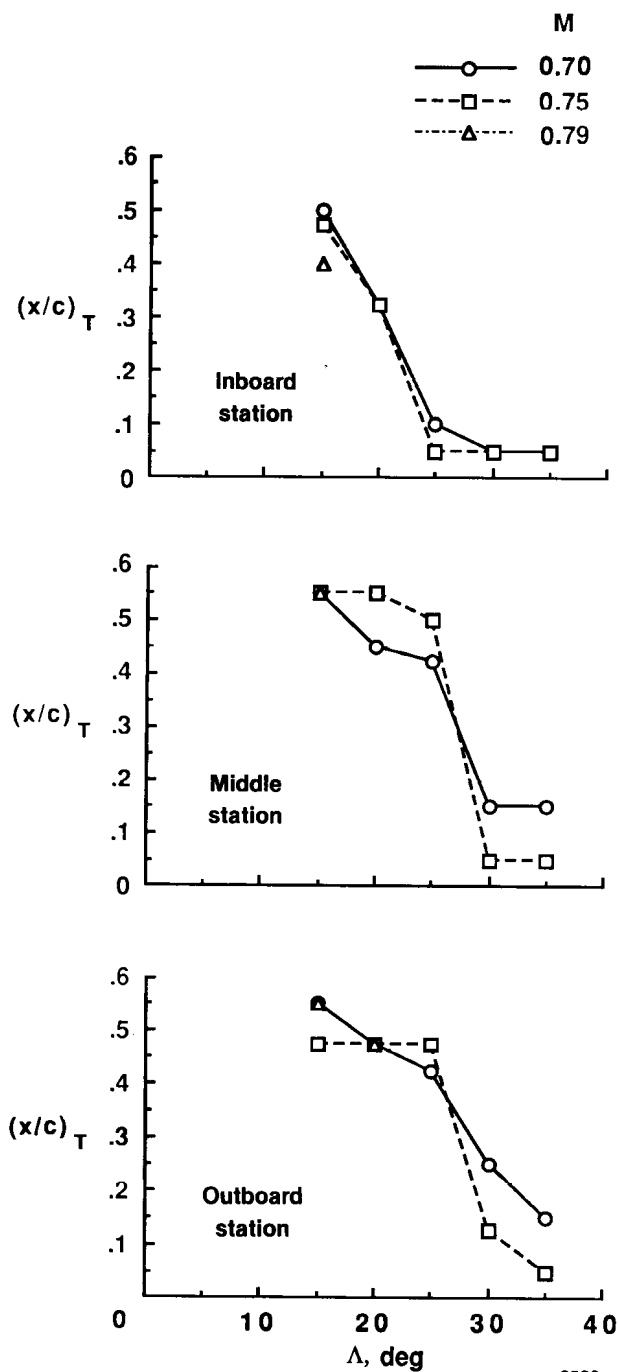 M
0.70
0.75
0.79
.6
.5
.4
(x/c) T
.3
.2
.1
0
Inboard
station
.6
.5
.4
(x/c) T
.3
.2
.1
0
Middle
station
.6
.5
.4
(x/c) T
.3
.2
.1
Outboard
station
0 10 20 30 40
Λ, deg